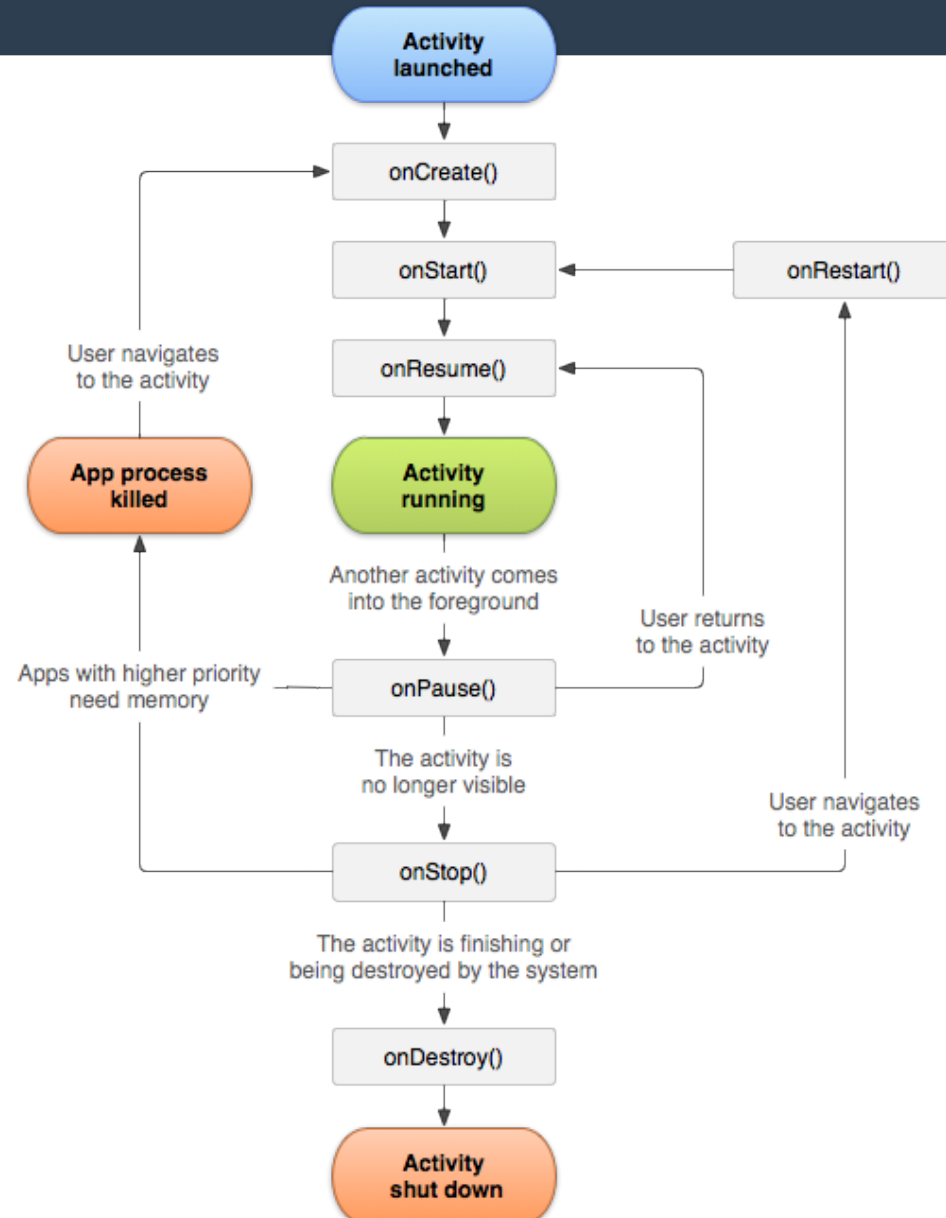 Activity
launched
onCreate()
onStart()
onRestart()
User navigates
to the activity
onResume()
App process
killed
Activity
running
Another activity comes
into the foreground
User returns
to the activity
Apps with higher priority
need memory
onPause()
The activity is
no longer visible
User navigates
to the activity
onStop()
The activity is finishing or
being destroyed by the system
onDestroy()
Activity
shut down